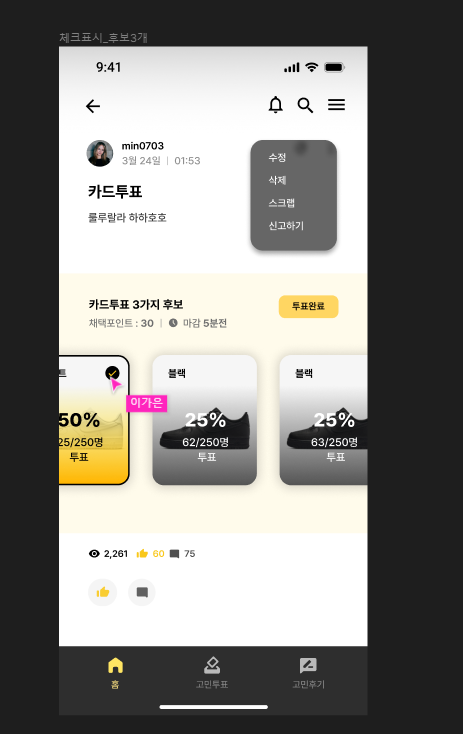 체크표시_후보3개
9:41
min0703
3월 24일 | 01:53
카드투표
룰루랄라 하하호호
수정
삭제
스크랩
신고하기
카드투표 3가지 후보
투표완료
채택포인트 : 30 | 마감 5분전
트
50%
25/250명
투표
이가은
블랙
25%
62/250명
투표
블랙
25%
63/250명
투표
2,261 60 75
홈
고민투표
고민후기